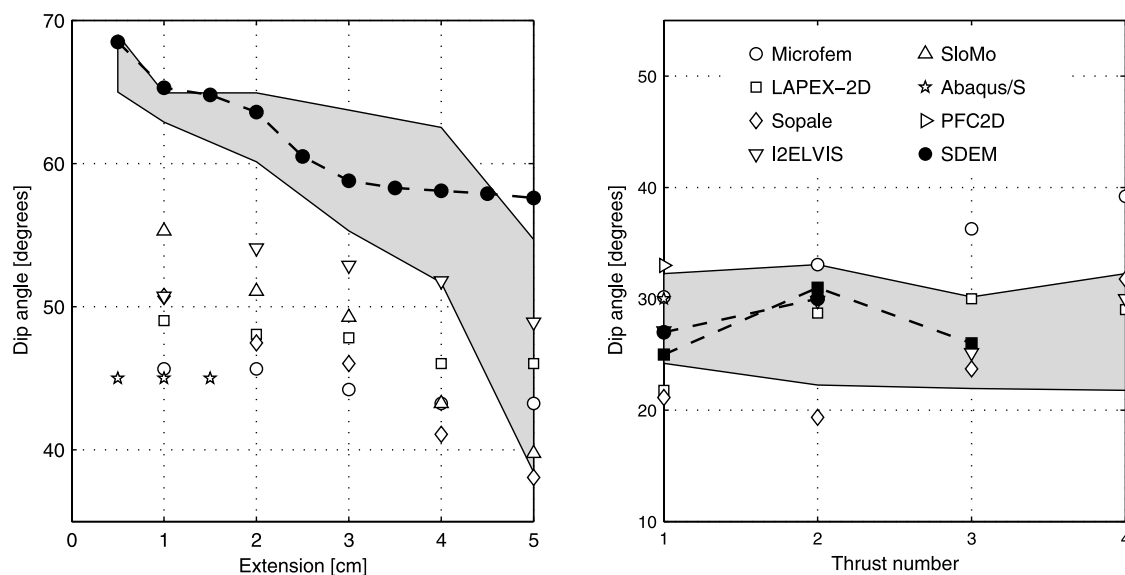 70
60
50
40
Dip angle [degrees]
0 1 2 3 4 5
Extension [cm]
50
40
30
20
10
Dip angle [degrees]
1 2 3 4
Thrust number
Microfem
LAPEX-2D
Sopale
I2ELVIS
SloMo
Abaqus/S
PFC2D
SDEM